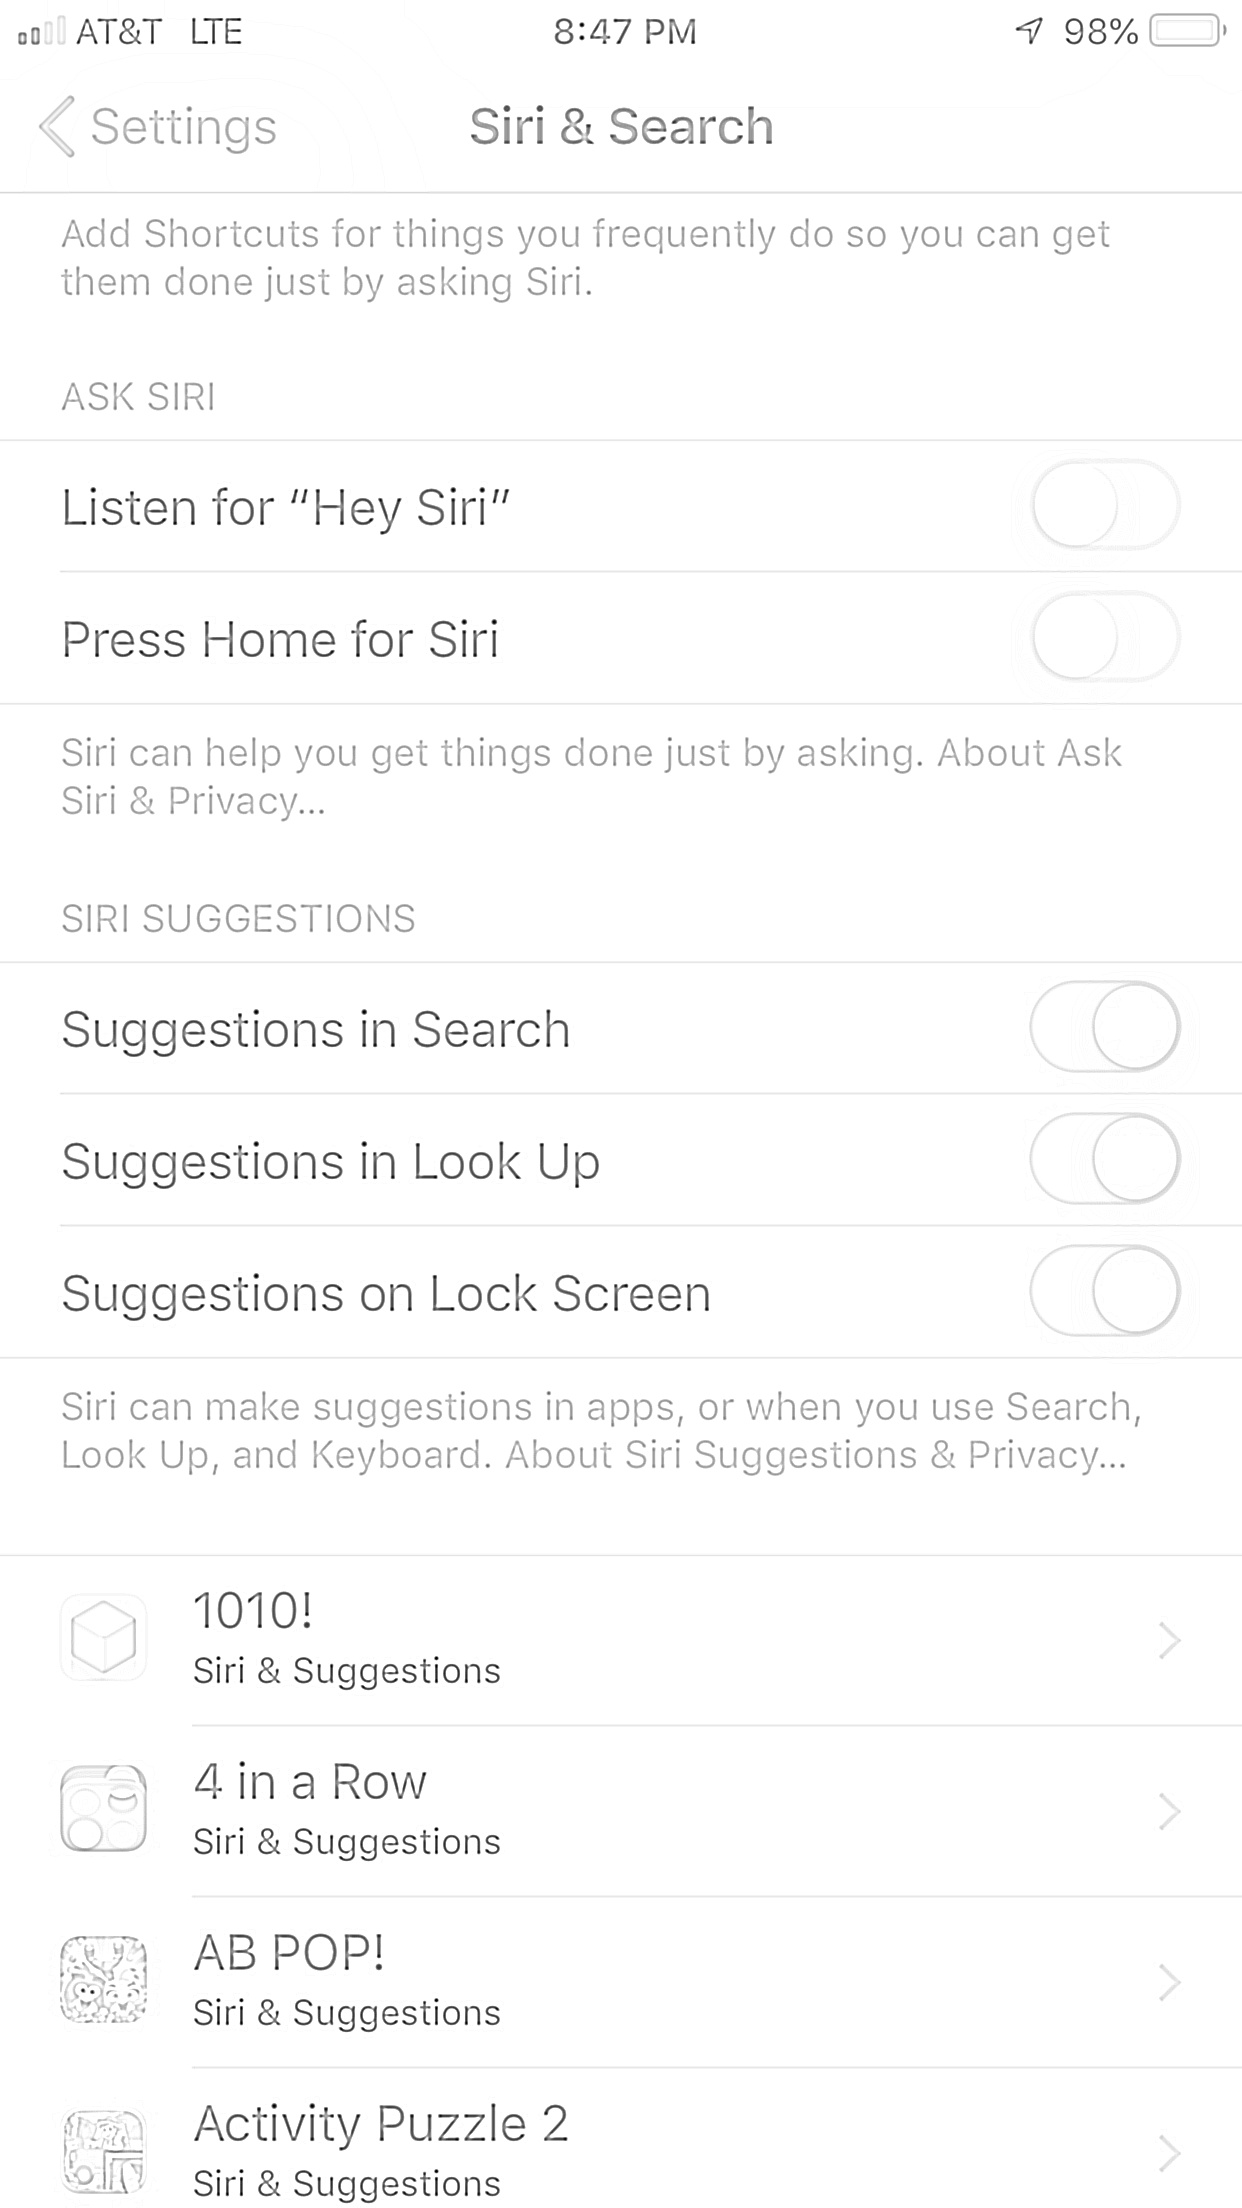 AT&T LTE 8:47 PM 98%
Settings Siri & Search
Add Shortcuts for things you frequently do so you can get
them done just by asking Siri.
ASK SIRI
Listen for “Hey Siri”
Press Home for Siri
Siri can help you get things done just by asking. About Ask
Siri & Privacy...
SIRI SUGGESTIONS
Suggestions in Search
Suggestions in Look Up
Suggestions on Lock Screen
Siri can make suggestions in apps, or when you use Search,
Look Up, and Keyboard. About Siri Suggestions & Privacy...
1010!
Siri & Suggestions
4 in a Row
Siri & Suggestions
AB POP!
Siri & Suggestions
Activity Puzzle 2
Siri & Suggestions